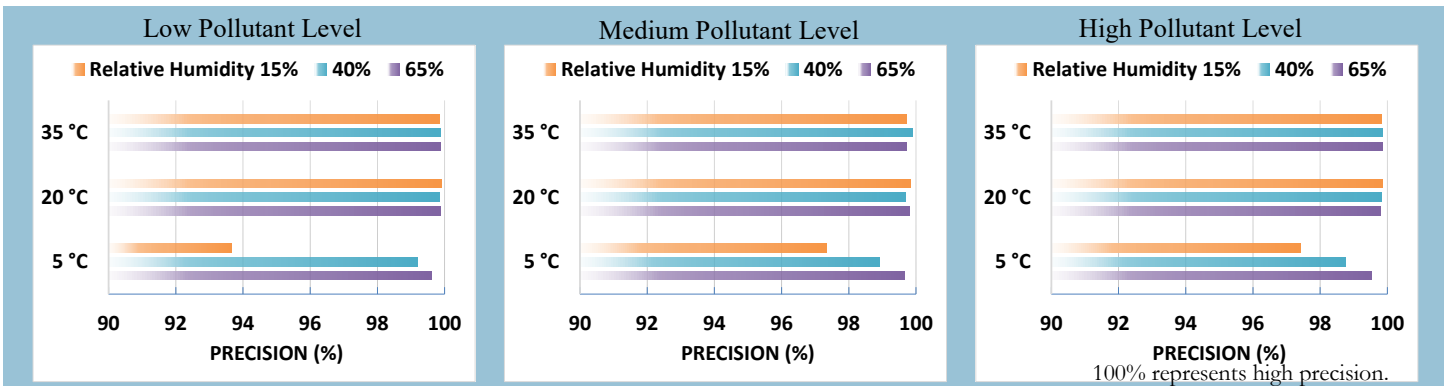 Low Pollutant Level
Relative Humidity 15% 40% 65%
35 °C
20 °C
5 °C
90 92 94 96 98 100
PRECISION (%)
Medium Pollutant Level
Relative Humidity 15% 40% 65%
35 °C
20 °C
5 °C
90 92 94 96 98 100
PRECISION (%)
High Pollutant Level
Relative Humidity 15% 40% 65%
35 °C
20 °C
5 °C
90 92 94 96 98 100
PRECISION (%)
100% represents high precision.